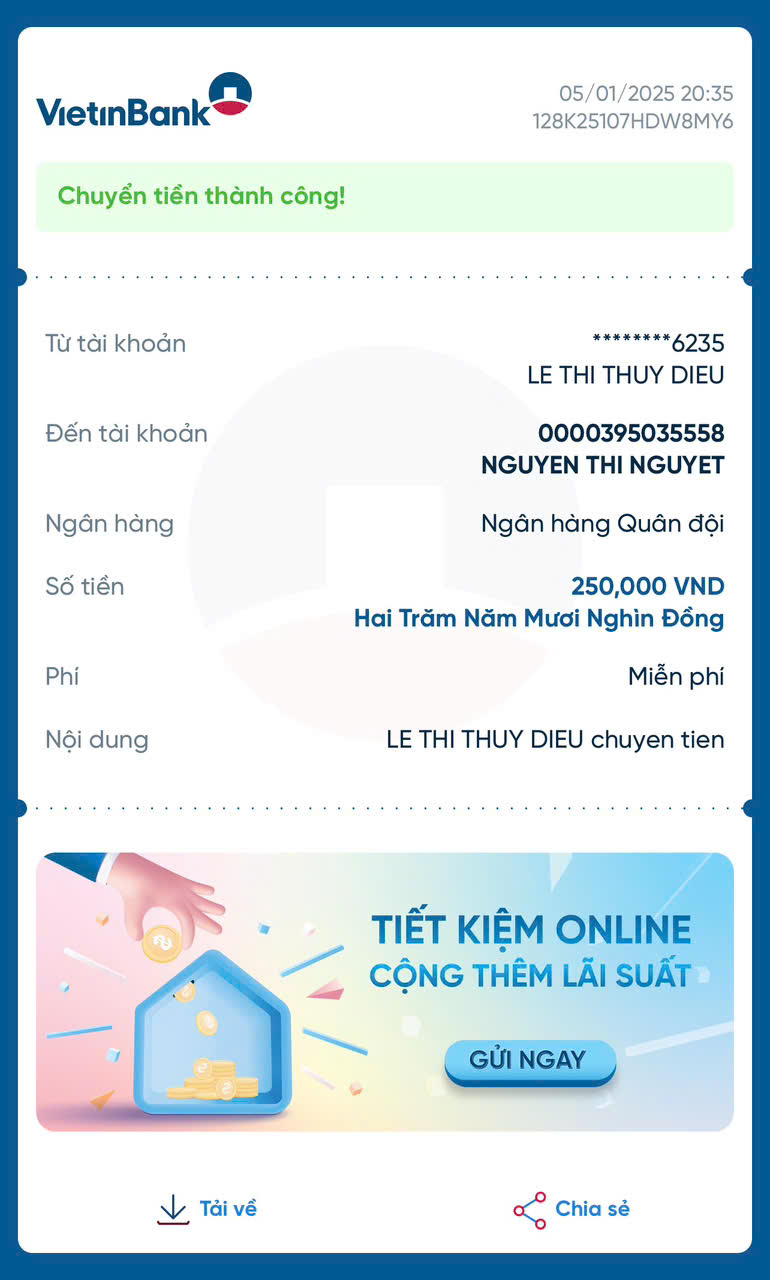 VietinBank
05/01/2025 20:35
128K25107HDW8MY6
Chuyển tiền thành công!
Từ tài khoản
********6235
LE THI THUY DIEU
Đến tài khoản
0000395035558
NGUYEN THI NGUYET
Ngân hàng
Ngân hàng Quân đội
Số tiền
250,000 VND
Hai Trăm Năm Mươi Nghìn Đồng
Phí
Miễn phí
Nội dung
LE THI THUY DIEU chuyen tien
TIẾT KIỆM ONLINE
CỘNG THÊM LÃI SUẤT
GỬI NGAY
Tải về
Chia sẻ